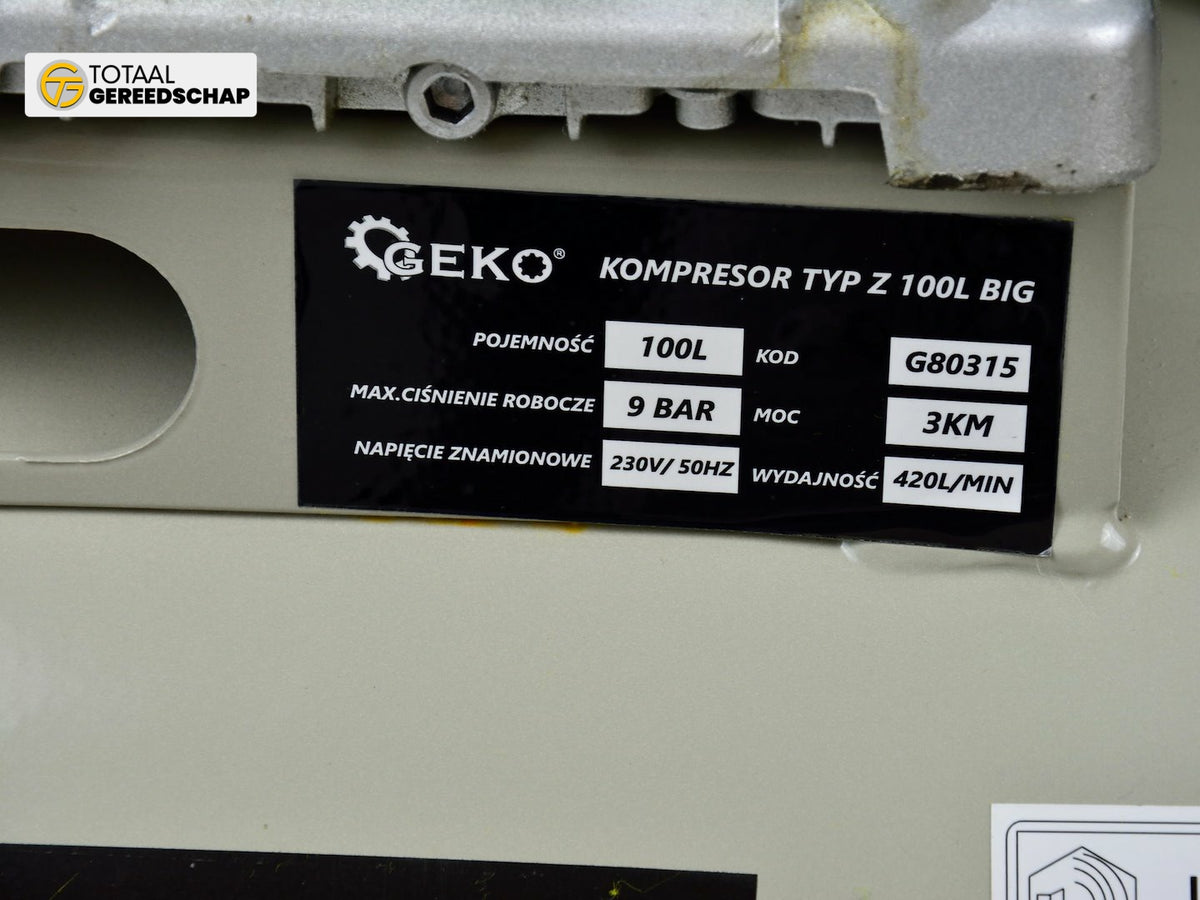 TOTAAL
GEREEDSCHAP
GEKO®
KOMPRESOR TYP Z 100L BIG
POJEMNOŚĆ 100L KOD G80315
MAX.CIŚNIENIE ROBOCZE 9 BAR MOC 3KM
NAPIĘCIE ZNAMIONOWE 230V/ 50HZ WYDAJNOŚĆ 420L/MIN